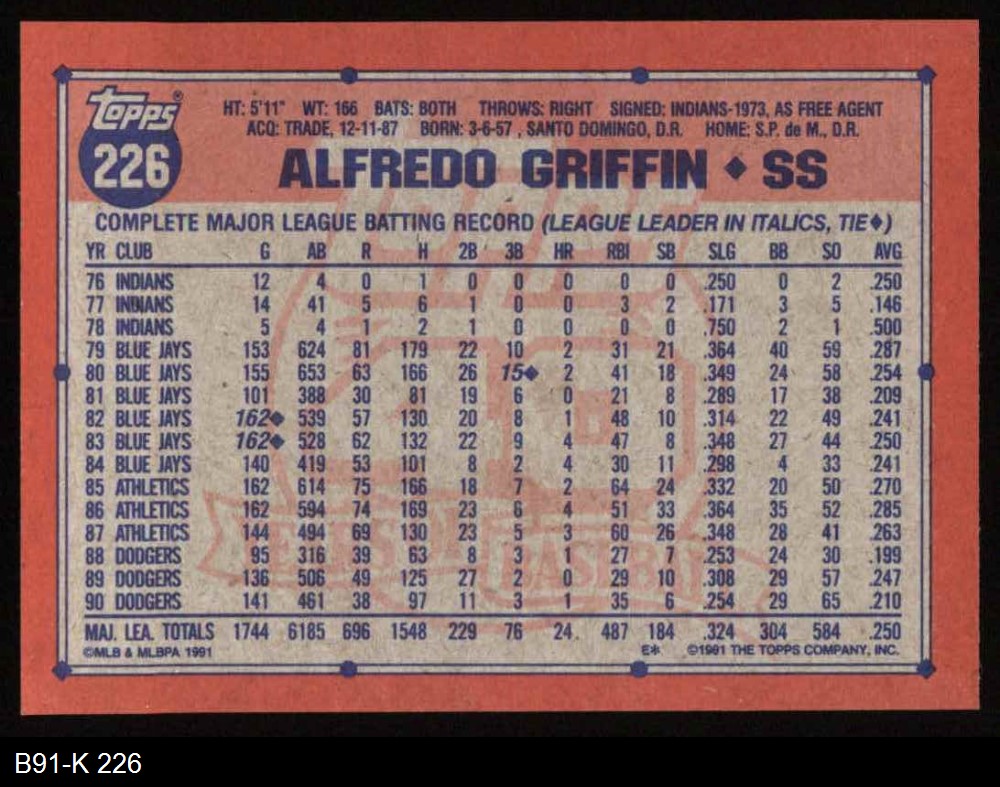 Topps®
226
HT: 5'11" WT: 166 BATS: BOTH THROWS: RIGHT SIGNED: INDIANS-1973, AS FREE AGENT
ACQ: TRADE, 12-11-87 BORN: 3-6-57 , SANTO DOMINGO, D.R. HOME: S.P. de M., D.R.
ALFREDO GRIFFIN ◆ SS
COMPLETE MAJOR LEAGUE BATTING RECORD (LEAGUE LEADER IN ITALICS, TIE◆)
YR CLUB G AB R H 2B 3B HR RBI SB SLG BB SO AVG
76 INDIANS 12 4 0 1 0 0 0 0 0 .250 0 2 .250
77 INDIANS 14 41 5 6 1 0 0 3 2 .171 3 5 .146
78 INDIANS 5 4 1 2 1 0 0 0 0 .750 2 1 .500
79 BLUE JAYS 153 624 81 179 22 10 2 31 21 .364 40 59 .287
80 BLUE JAYS 155 653 63 166 26 15◆ 2 41 18 .349 24 58 .254
81 BLUE JAYS 101 388 30 81 19 6 0 21 8 .289 17 38 .209
82 BLUE JAYS 162◆ 539 57 130 20 8 1 48 10 .314 22 49 .241
83 BLUE JAYS 162◆ 528 62 132 22 9 4 47 8 .348 27 44 .250
84 BLUE JAYS 140 419 53 101 8 2 4 30 11 .298 4 33 .241
85 ATHLETICS 162 614 75 166 18 7 2 64 24 .332 20 50 .270
86 ATHLETICS 162 594 74 169 23 6 4 51 33 .364 35 52 .285
87 ATHLETICS 144 494 69 130 23 5 3 60 26 .348 28 41 .263
88 DODGERS 95 316 39 63 8 3 1 27 7 .253 24 30 .199
89 DODGERS 136 506 49 125 27 2 0 29 10 .308 29 57 .247
90 DODGERS 141 461 38 97 11 3 1 35 6 .254 29 65 .210
MAJ. LEA. TOTALS 1744 6185 696 1548 229 76 24 487 184 .324 304 584 .250
©MLB & MLBPA 1991 E* ©1991 THE TOPPS COMPANY, INC.
B91-K 226